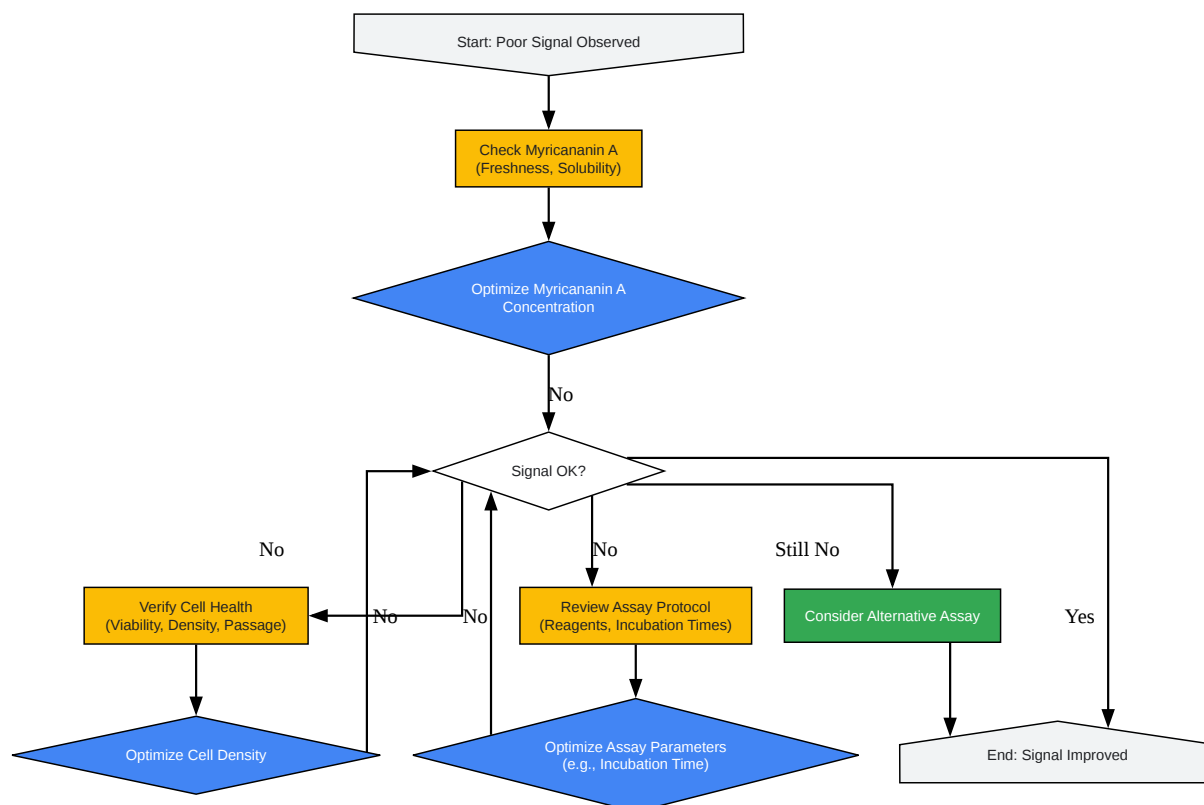 Start: Poor Signal Observed
Check Myricananin A
(Freshness, Solubility)
Optimize Myricananin A
Concentration
No
Signal OK?
No
No
Still No
Verify Cell Health
(Viability, Density, Passage)
No
No
Review Assay Protocol
(Reagents, Incubation Times)
Consider Alternative Assay
Yes
Optimize Cell Density
Optimize Assay Parameters
(e.g., Incubation Time)
End: Signal Improved